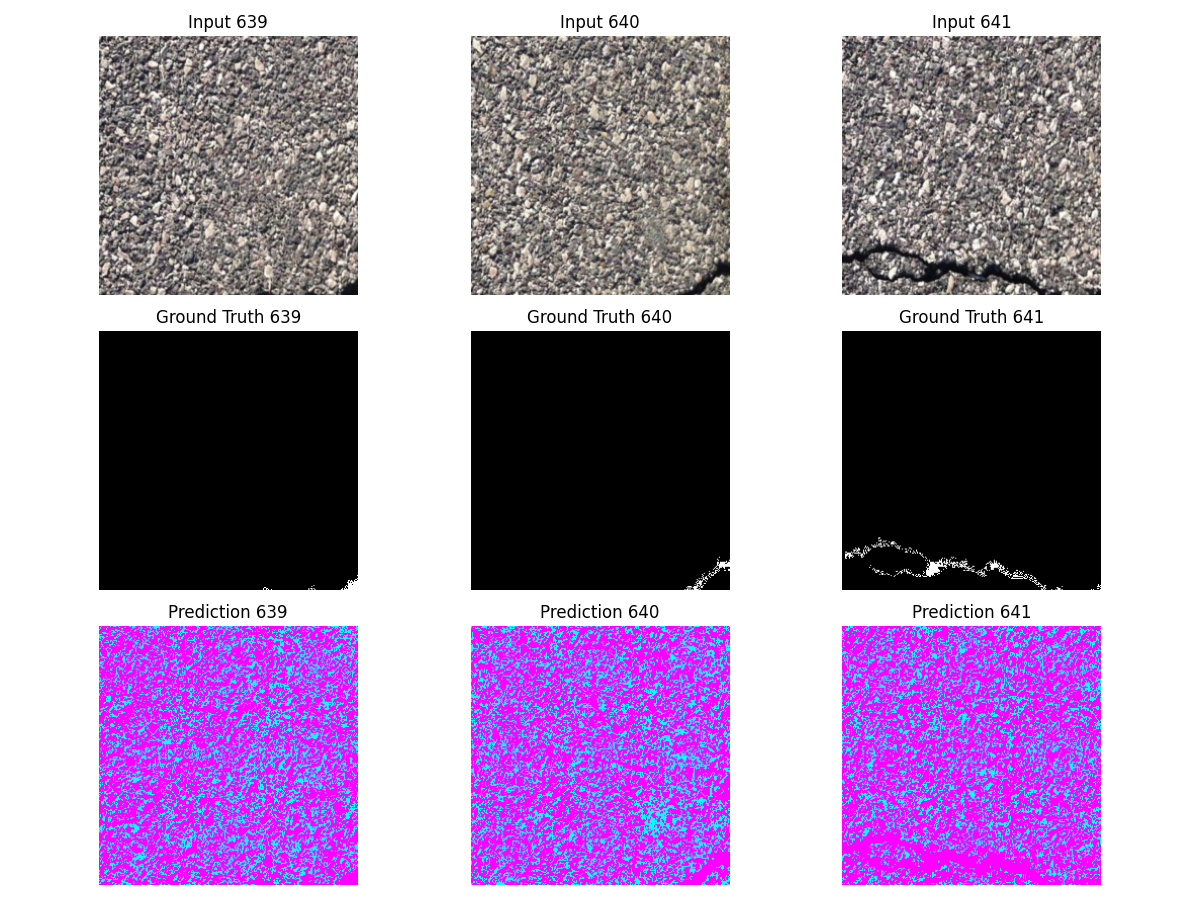 Input 639
Input 640
Input 641
Ground Truth 639
Ground Truth 640
Ground Truth 641
Prediction 639
Prediction 640
Prediction 641